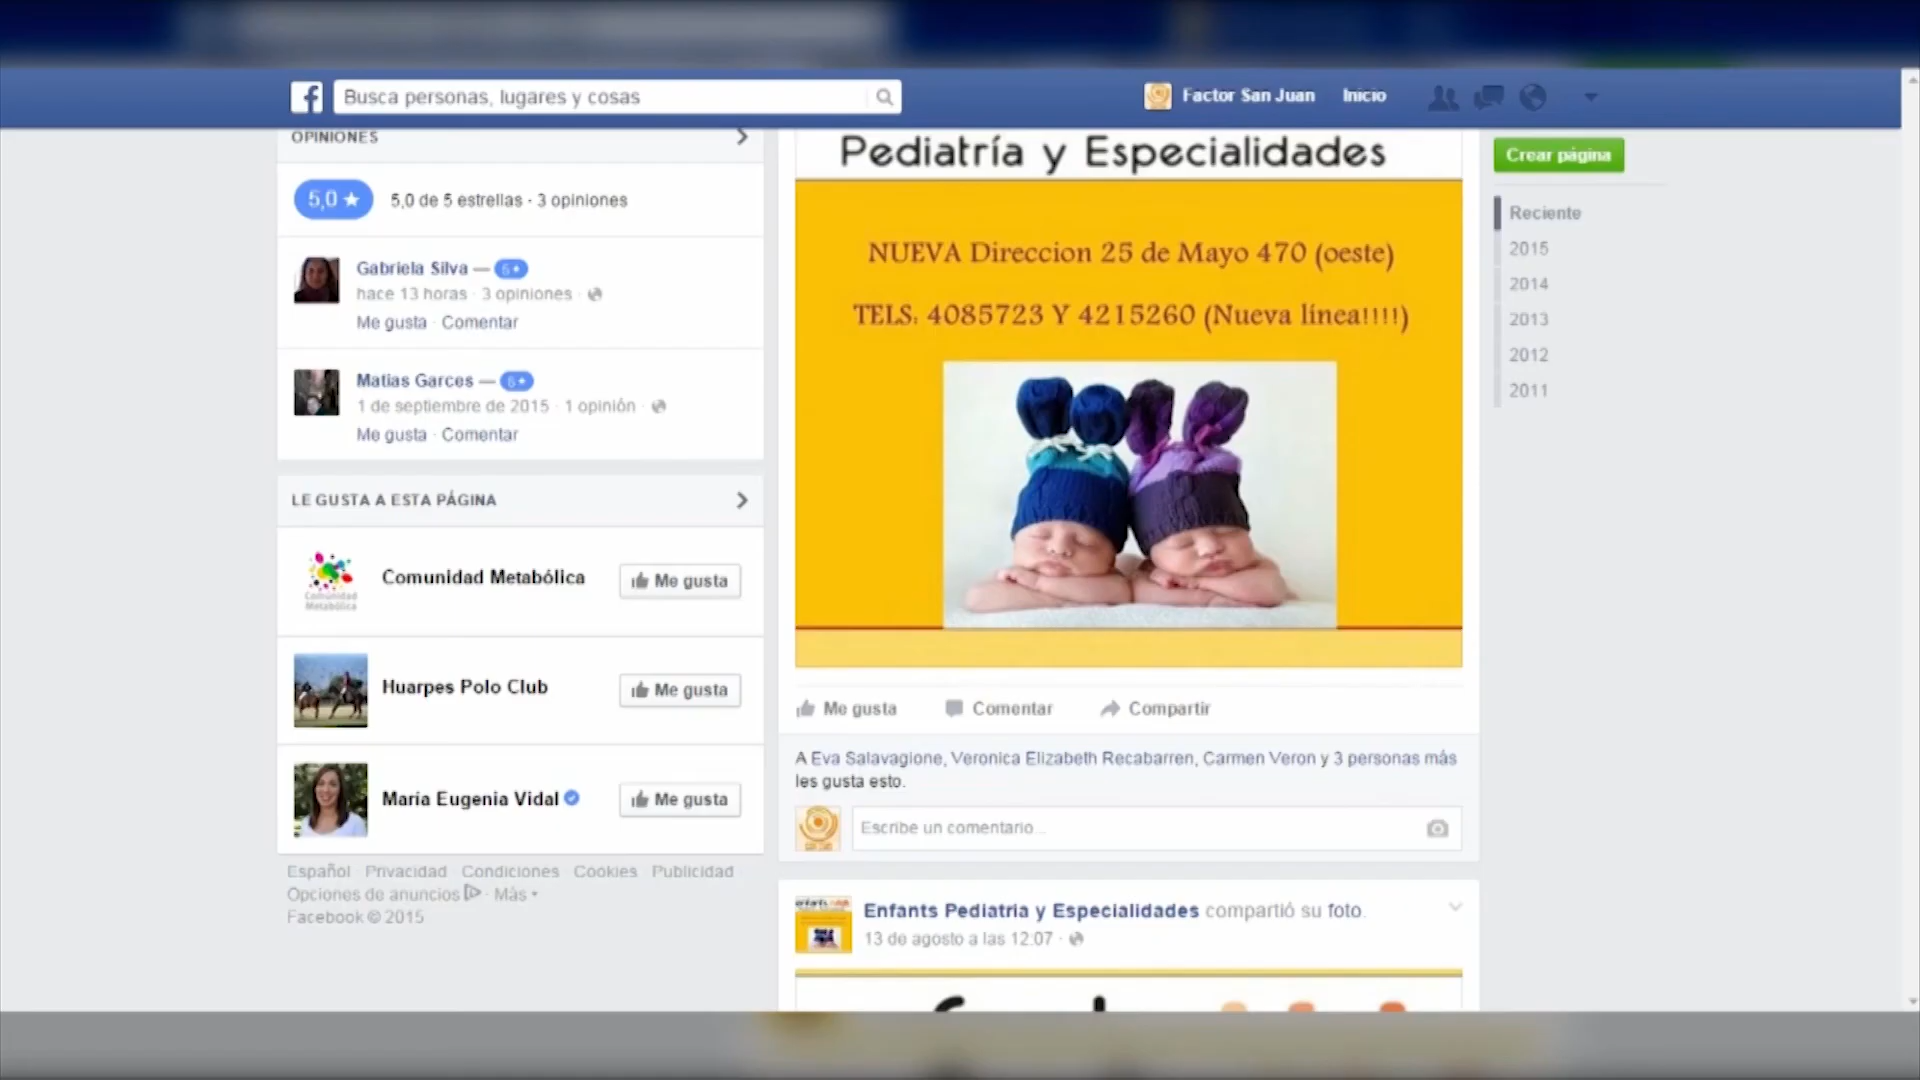 Busca personas, lugares y cosas
Factor San Juan
Inicio
OPINIONES
5,0 ★
5,0 de 5 estrellas · 3 opiniones
Gabriela Silva —
hace 13 horas · 3 opiniones ·
Me gusta · Comentar
Matias Garces —
1 de septiembre de 2015 · 1 opinión ·
Me gusta · Comentar
LE GUSTA A ESTA PÁGINA
Comunidad Metabólica
Comunidad Metabólica
Me gusta
Huarpes Polo Club
Me gusta
María Eugenia Vidal
Me gusta
Español · Privacidad · Condiciones · Cookies · Publicidad
Opciones de anuncios · Más
Facebook © 2015
Pediatría y Especialidades
NUEVA Direccion 25 de Mayo 470 (oeste)
TELS: 4085723 Y 4215260 (Nueva línea!!!!)
Me gusta
Comentar
Compartir
A Eva Salavagione, Veronica Elizabeth Recabarren, Carmen Veron y 3 personas más
les gusta esto.
Escribe un comentario...
Enfants Pediatria y Especialidades compartió su foto.
13 de agosto a las 12:07 ·
Crear página
Reciente
2015
2014
2013
2012
2011